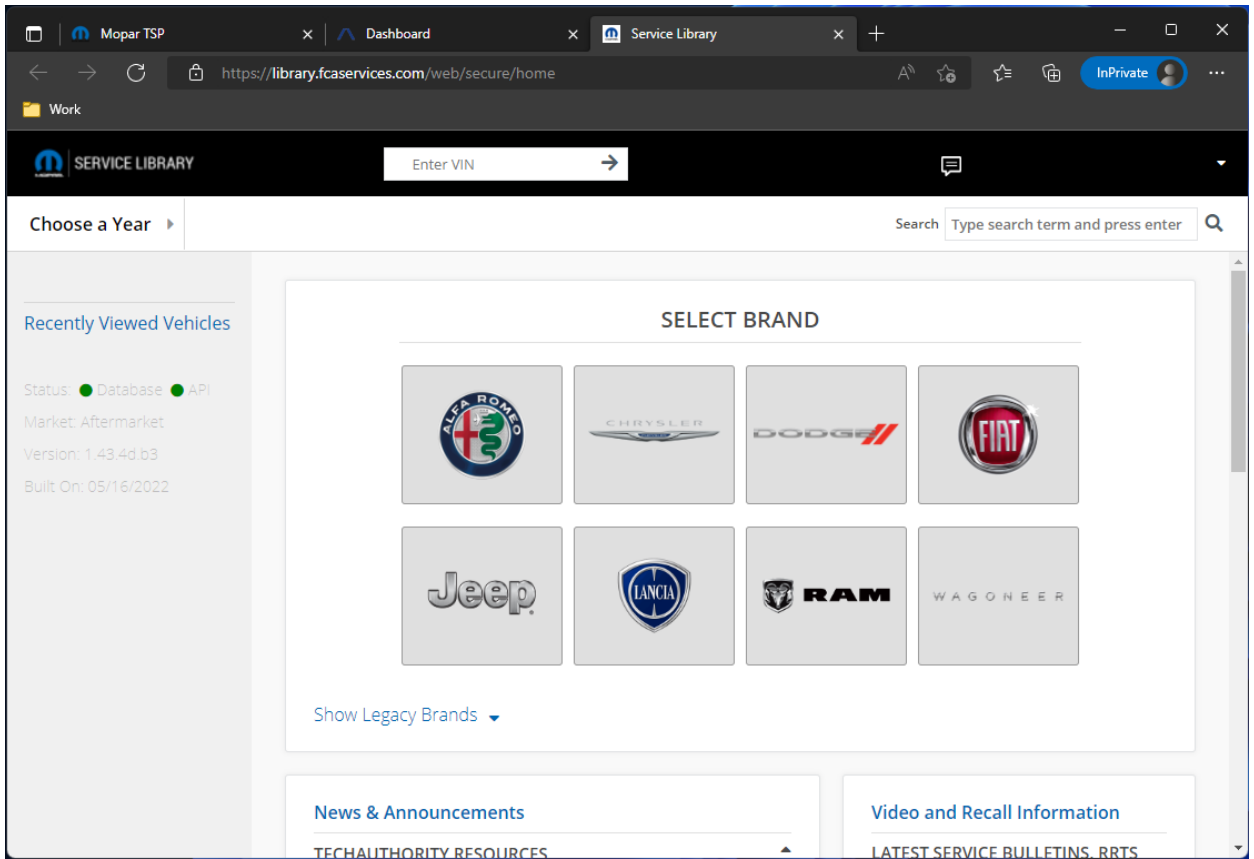 Mopar TSP
Dashboard
Service Library
https://library.fcaservices.com/web/secure/home
InPrivate
Work
SERVICE LIBRARY
Enter VIN
Choose a Year
Search
Type search term and press enter
Recently Viewed Vehicles
Status: Database API
Market: Aftermarket
Version: 1.43.4d.b3
Built On: 05/16/2022
SELECT BRAND
ALFA ROMEO
CHRYSLER
DODGE
FIAT
Jeep
LANCIA
RAM
WAGONEER
Show Legacy Brands
News & Announcements
TECHAUTHORITY RESOURCES
Video and Recall Information
LATEST SERVICE BULLETINS, RRTS